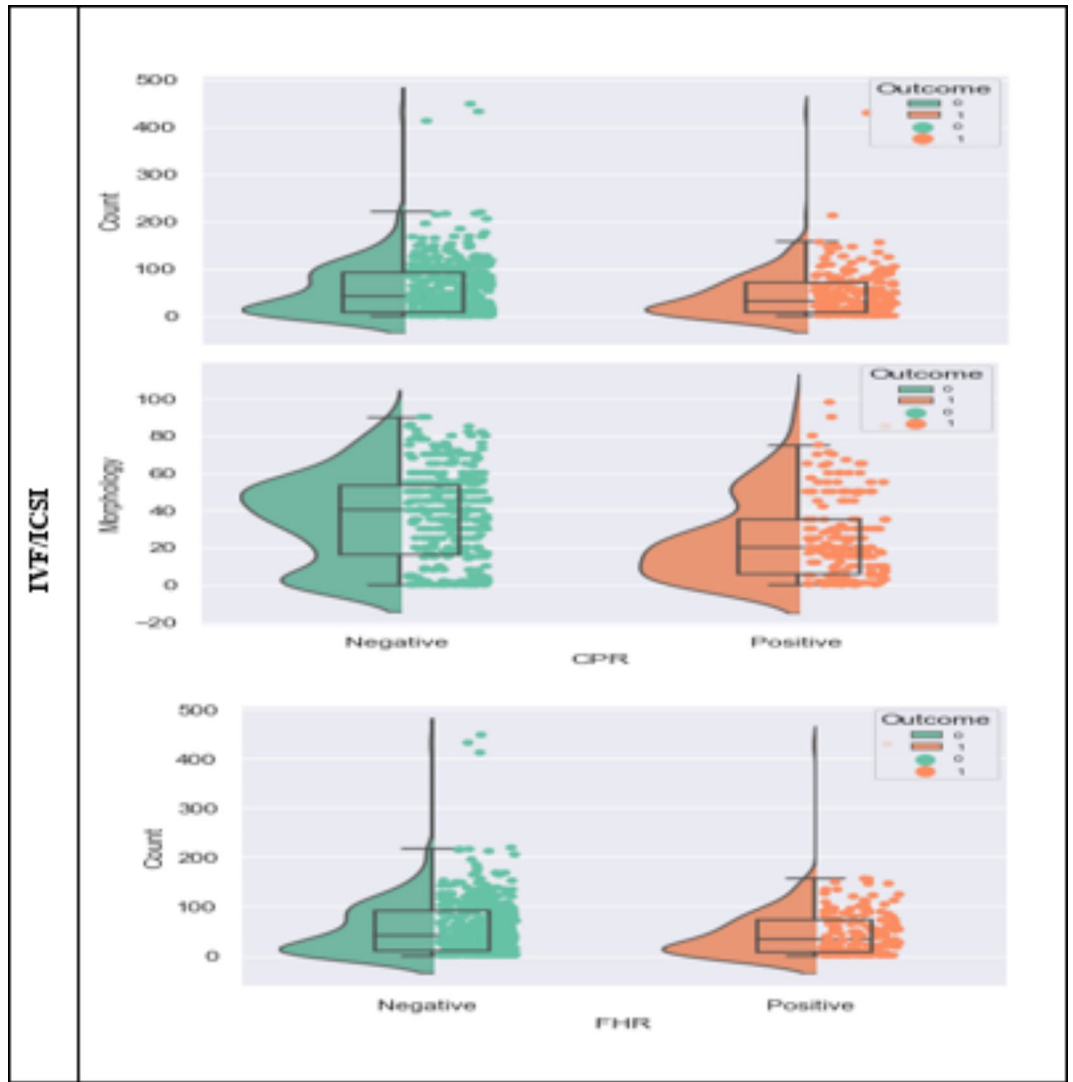 IVF/ICSI
500
400
300
200
100
0
Count
Outcome
0
1
0
1
100
80
60
40
20
0
−20
Morphology
Outcome
0
1
0
1
Negative
Positive
CPR
500
400
300
200
100
0
Count
Outcome
0
1
0
1
Negative
Positive
FHR